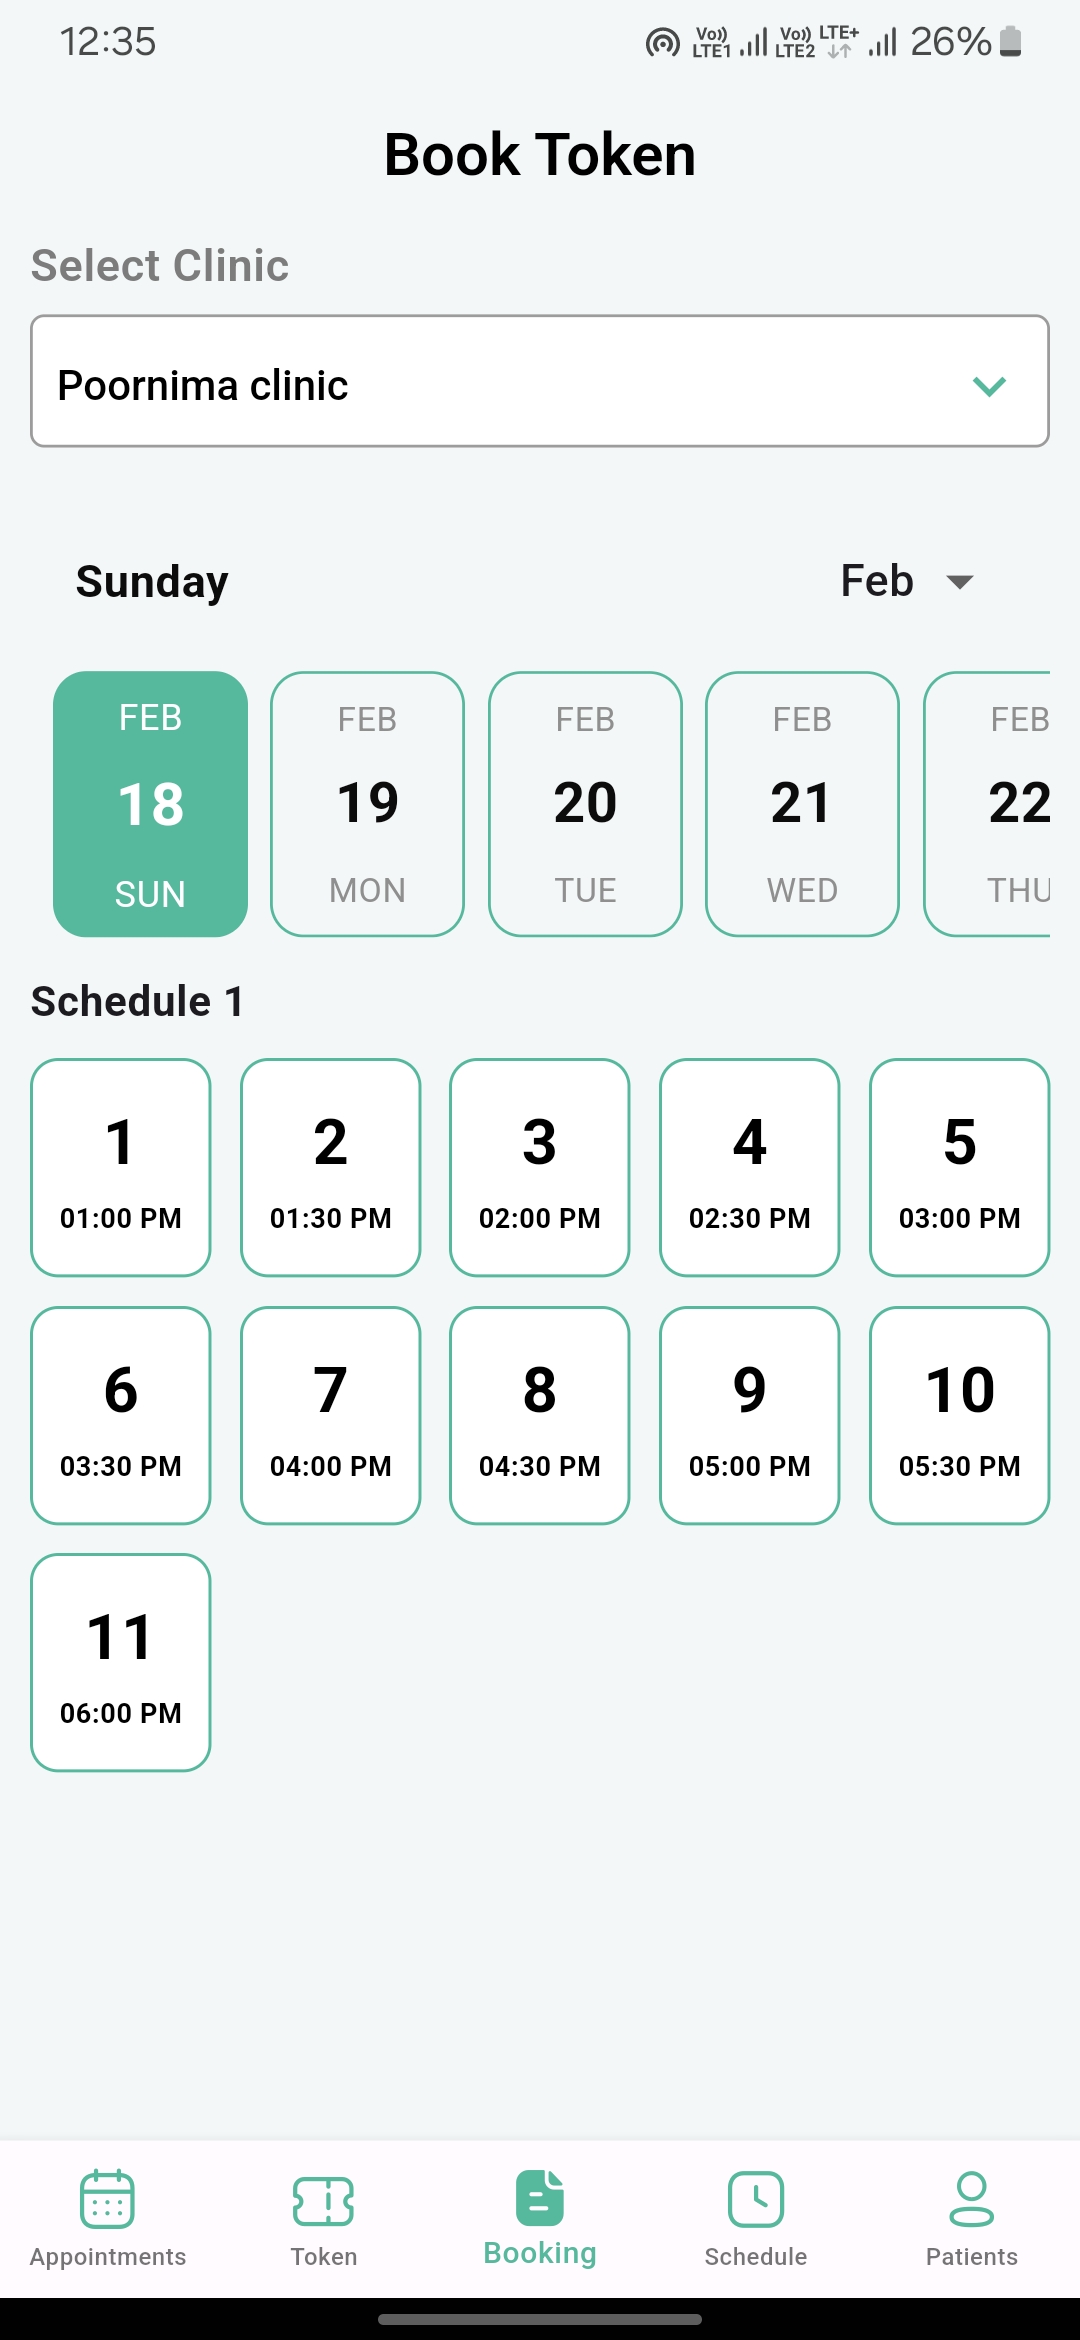 12:35 Vo)) LTE1 Vo)) LTE2 LTE+ 26%
Book Token
Select Clinic
Poornima clinic
Sunday Feb
FEB FEB FEB FEB FEB
18 19 20 21 22
SUN MON TUE WED THU
Schedule 1
1 2 3 4 5
01:00 PM 01:30 PM 02:00 PM 02:30 PM 03:00 PM
6 7 8 9 10
03:30 PM 04:00 PM 04:30 PM 05:00 PM 05:30 PM
11
06:00 PM
Appointments Token Booking Schedule Patients